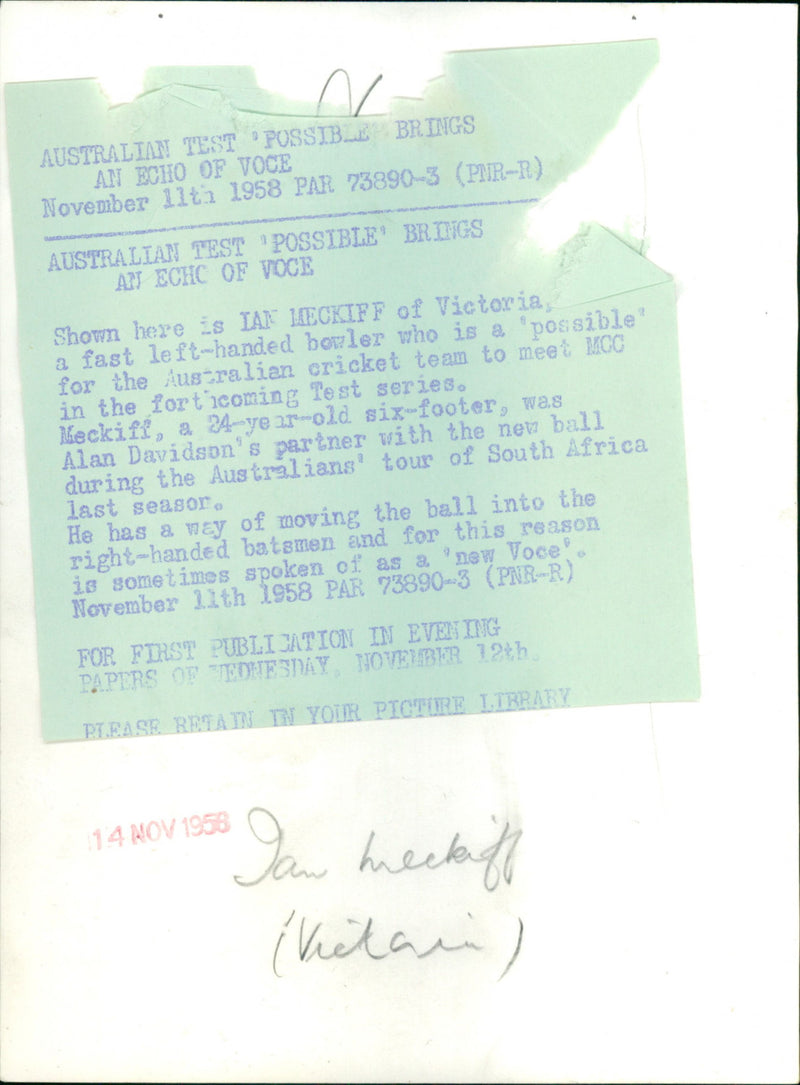 AUSTRALIAN TEST 'POSSIBLE' BRINGS
AN ECHO OF VOCE
November 11th 1958 PAR 73890-3 (PNR-R)
AUSTRALIAN TEST 'POSSIBLE' BRINGS
AN ECHO OF VOCE
Shown here is IAN MECKIFF of Victoria,
a fast left-handed bowler who is a 'possible'
for the Australian cricket team to meet MCC
in the forthcoming Test series.
Meckiff, a 24-year-old six-footer, was
Alan Davidson's partner with the new ball
during the Australians' tour of South Africa
last season.
He has a way of moving the ball into the
right-handed batsmen and for this reason
is sometimes spoken of as a 'new Voce'.
November 11th 1958 PAR 73890-3 (PNR-R)
FOR FIRST PUBLICATION IN EVENING
PAPERS OF WEDNESDAY, NOVEMBER 12th.
PLEASE RETAIN IN YOUR PICTURE LIBRARY
14 NOV 1958
Ian Meckiff
(Victoria)